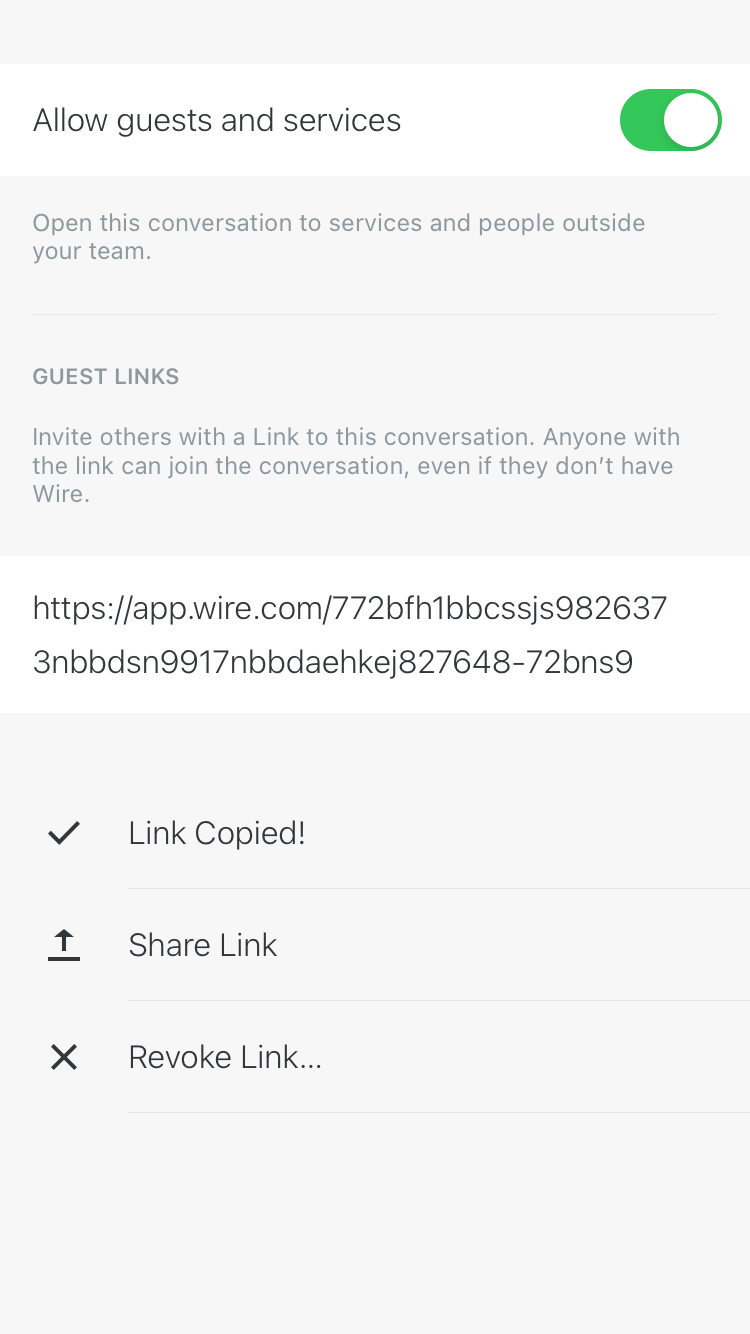 Allow guests and services
Open this conversation to services and people outside
your team.
GUEST LINKS
Invite others with a Link to this conversation. Anyone with
the link can join the conversation, even if they don’t have
Wire.
https://app.wire.com/772bfh1bbcssjs982637
3nbbdsn9917nbbdaehkej827648-72bns9
Link Copied!
Share Link
Revoke Link...